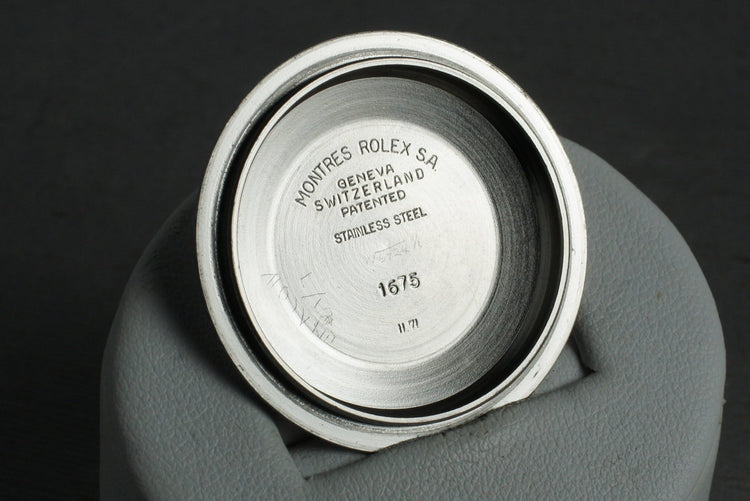 MONTRES ROLEX S.A.
GENEVA
SWITZERLAND
PATENTED
STAINLESS STEEL
1675
II.71